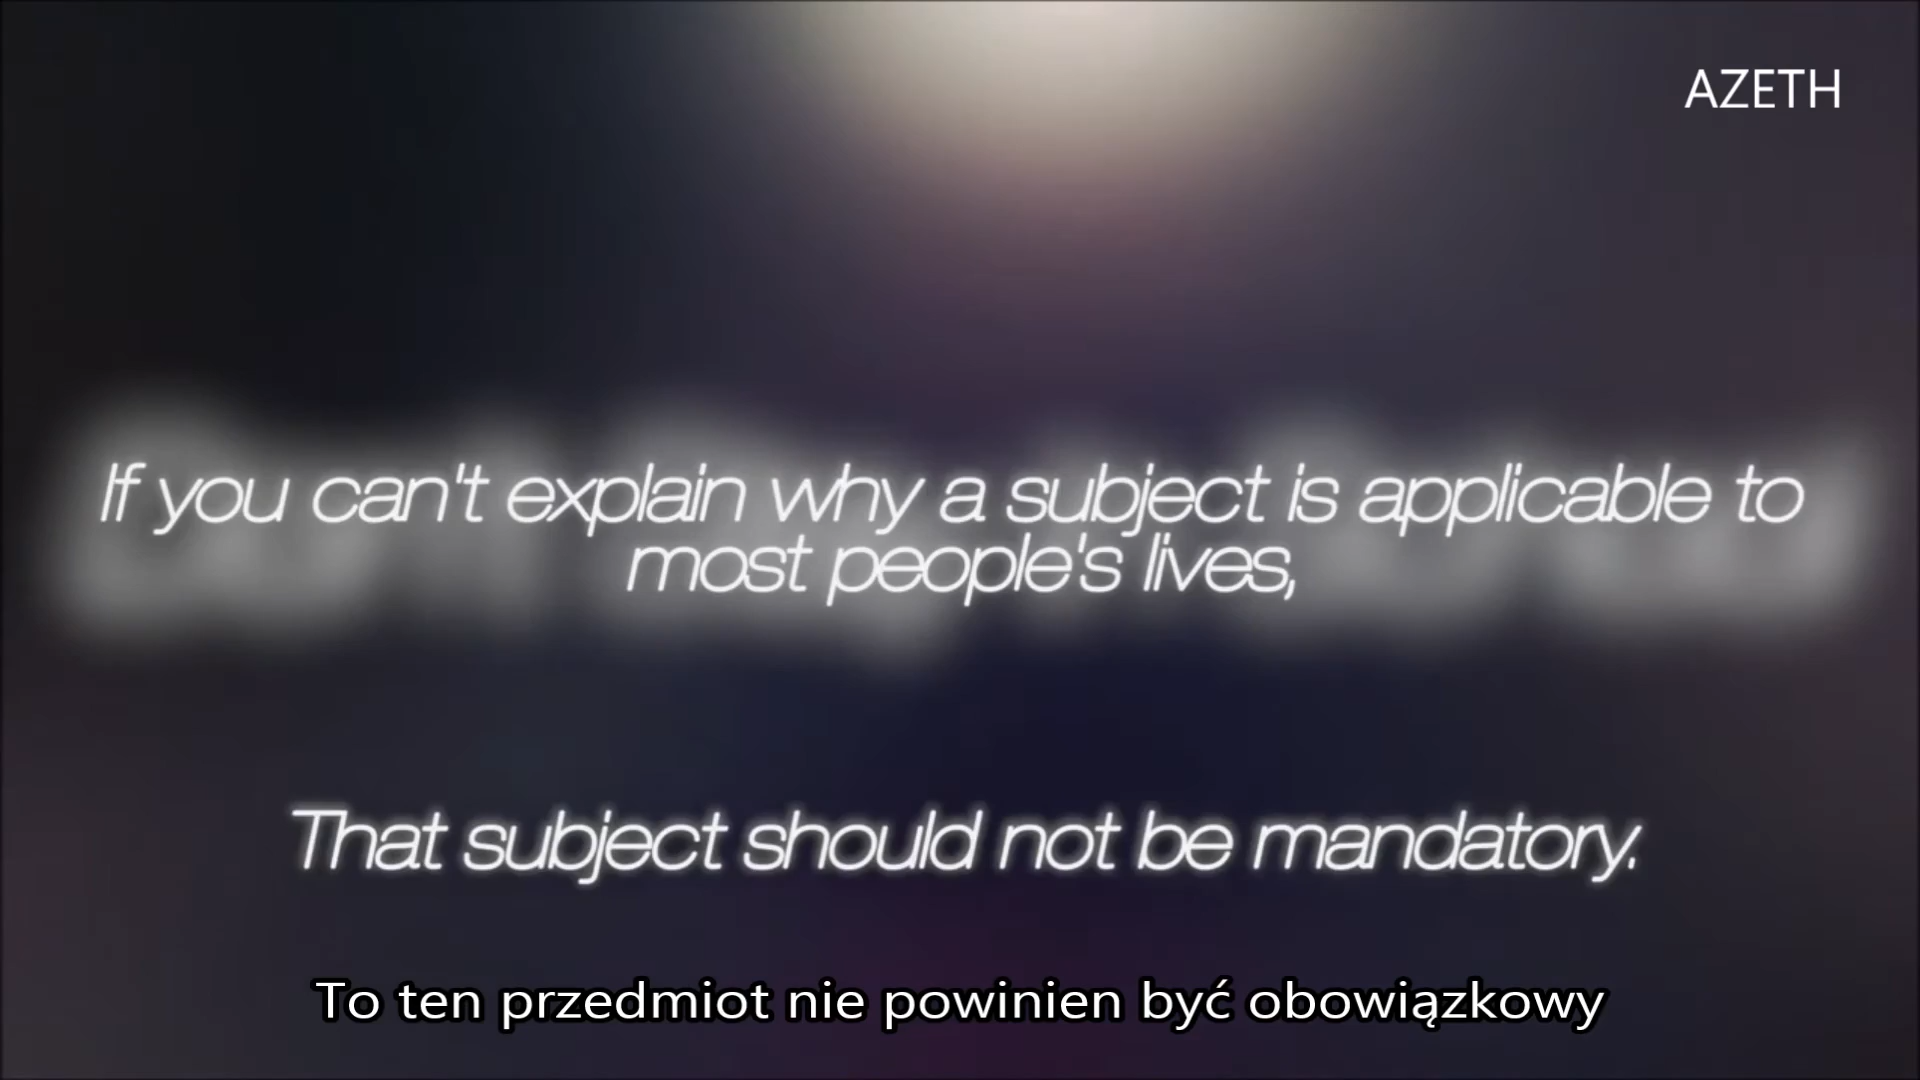 AZETH
If you can't explain why a subject is applicable to
most people's lives,
That subject should not be mandatory.
To ten przedmiot nie powinien być obowiązkowy